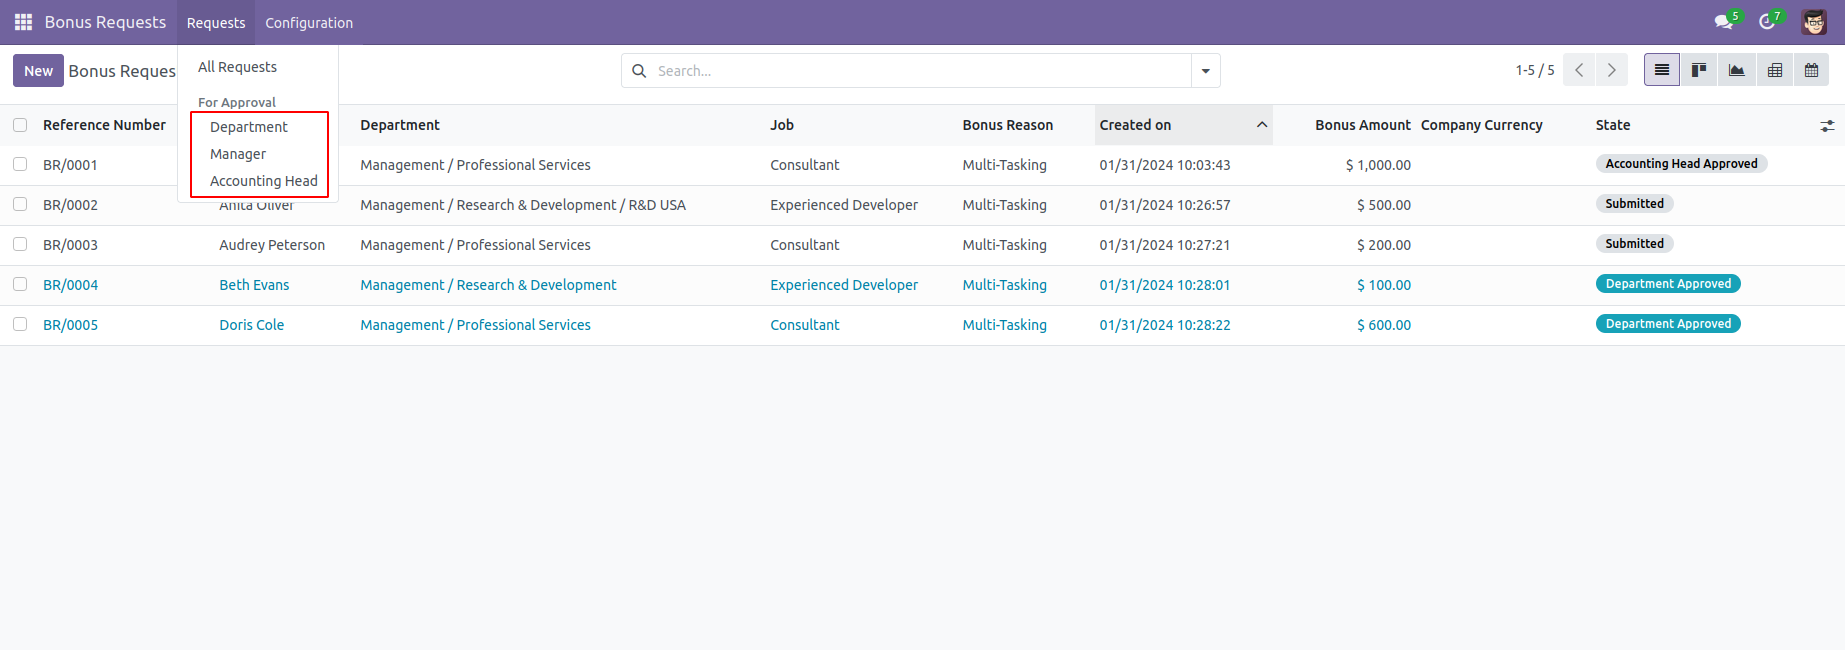 Bonus Requests Requests Configuration 5 7
New Bonus Reques Search... 1-5 / 5
All Requests
For Approval
Department
Manager
Accounting Head
Reference Number Department Job Bonus Reason Created on Bonus Amount Company Currency State
BR/0001 Management / Professional Services Consultant Multi-Tasking 01/31/2024 10:03:43 $ 1,000.00 Accounting Head Approved
BR/0002 Anita Oliver Management / Research & Development / R&D USA Experienced Developer Multi-Tasking 01/31/2024 10:26:57 $ 500.00 Submitted
BR/0003 Audrey Peterson Management / Professional Services Consultant Multi-Tasking 01/31/2024 10:27:21 $ 200.00 Submitted
BR/0004 Beth Evans Management / Research & Development Experienced Developer Multi-Tasking 01/31/2024 10:28:01 $ 100.00 Department Approved
BR/0005 Doris Cole Management / Professional Services Consultant Multi-Tasking 01/31/2024 10:28:22 $ 600.00 Department Approved